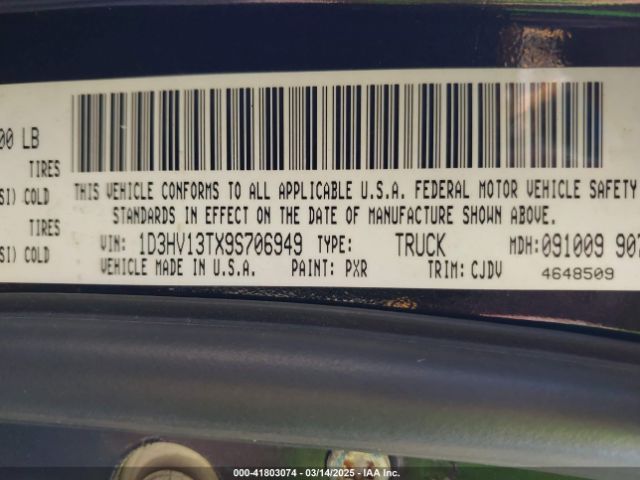 00 LB
TIRES
SI) COLD
TIRES
SI) COLD
THIS VEHICLE CONFORMS TO ALL APPLICABLE U.S.A. FEDERAL MOTOR VEHICLE SAFETY
STANDARDS IN EFFECT ON THE DATE OF MANUFACTURE SHOWN ABOVE.
VIN: 1D3HV13TX9S706949 TYPE: TRUCK MDH: 091009 907
VEHICLE MADE IN U.S.A. PAINT: PXR TRIM: CJDV 4648509
000-41803074 | 03/14/2025 | IAA Inc.